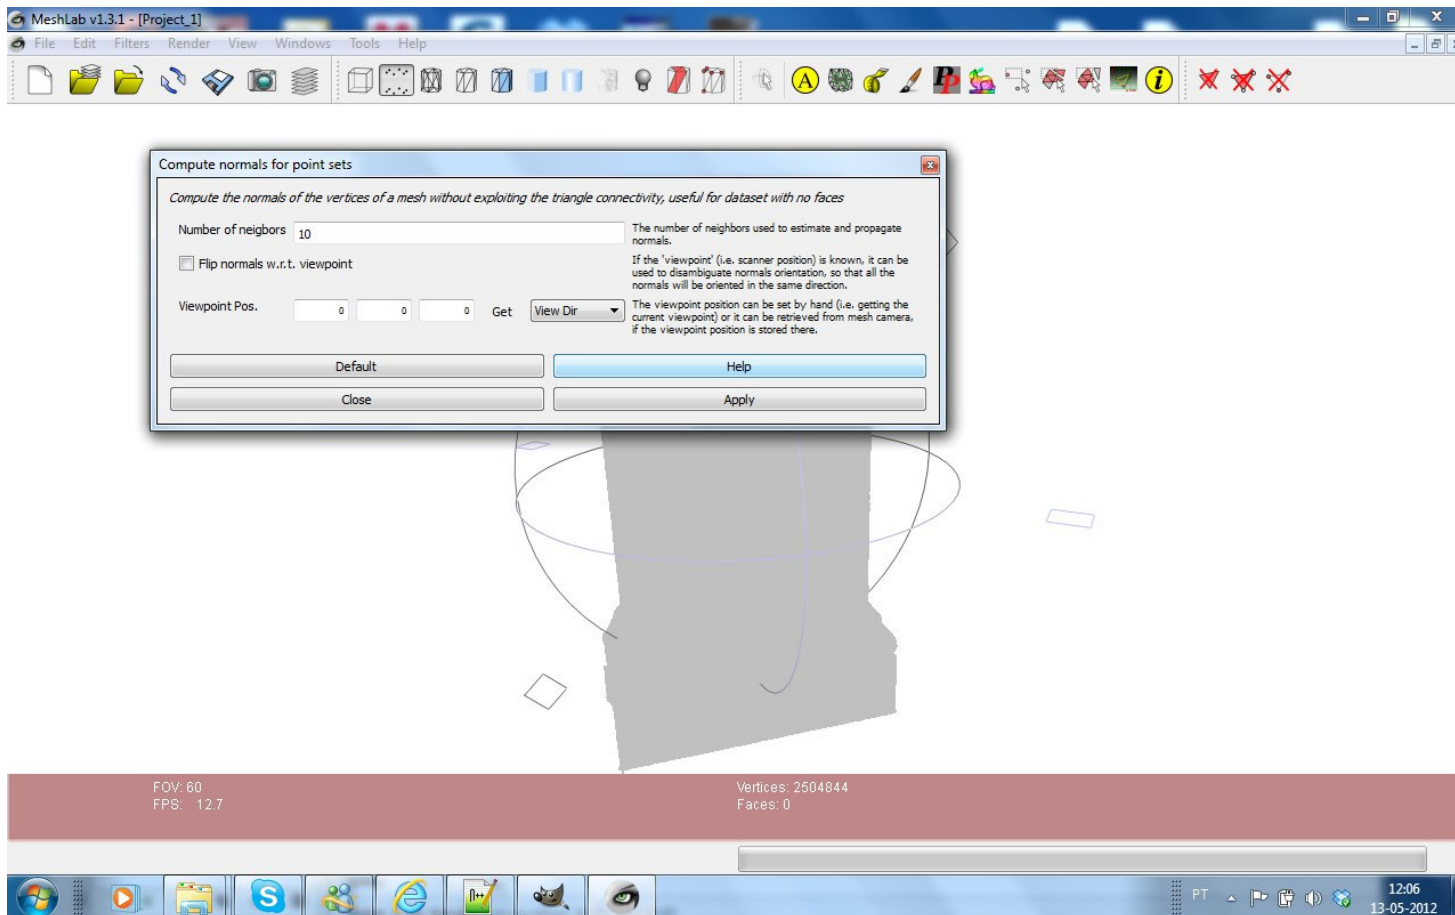 MeshLab v1.3.1 - [Project_1]
File Edit Filters Render View Windows Tools Help
A
Pp
i
Compute normals for point sets
Compute the normals of the vertices of a mesh without exploiting the triangle connectivity, useful for dataset with no faces
Number of neigbors 10
The number of neighbors used to estimate and propagate
normals.
Flip normals w.r.t. viewpoint
If the 'viewpoint' (i.e. scanner position) is known, it can be
used to disambiguate normals orientation, so that all the
normals will be oriented in the same direction.
Viewpoint Pos. 0 0 0 Get View Dir
The viewpoint position can be set by hand (i.e. getting the
current viewpoint) or it can be retrieved from mesh camera,
if the viewpoint position is stored there.
Default Help
Close Apply
FOV: 60
FPS: 12.7
Vertices: 2504844
Faces: 0
PT
12:06
13-05-2012